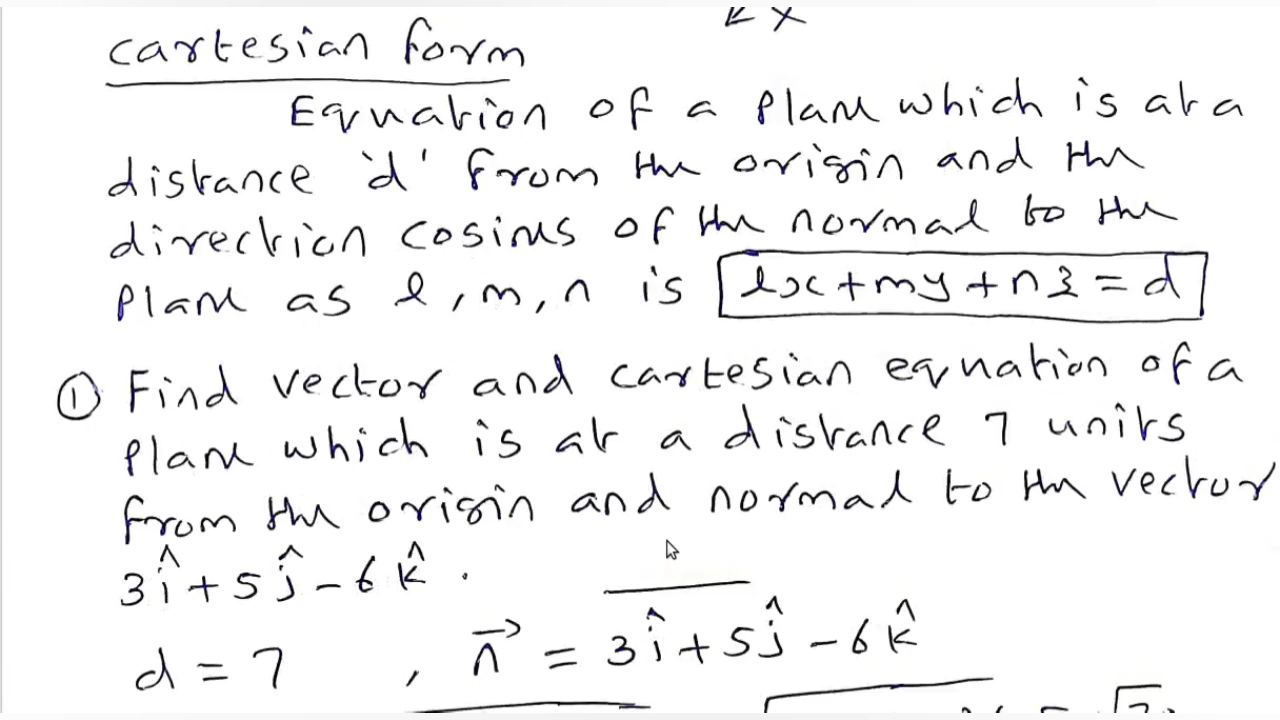 cartesian form
Equation of a plane which is at a
distance 'd' from the origin and the
direction cosines of the normal to the
plane as l, m, n is lx + my + nz = d
① Find vector and cartesian equation of a
plane which is at a distance 7 units
from the origin and normal to the vector
3î + 5ĵ - 6k̂ .
d = 7 , n⃗ = 3î + 5ĵ - 6k̂